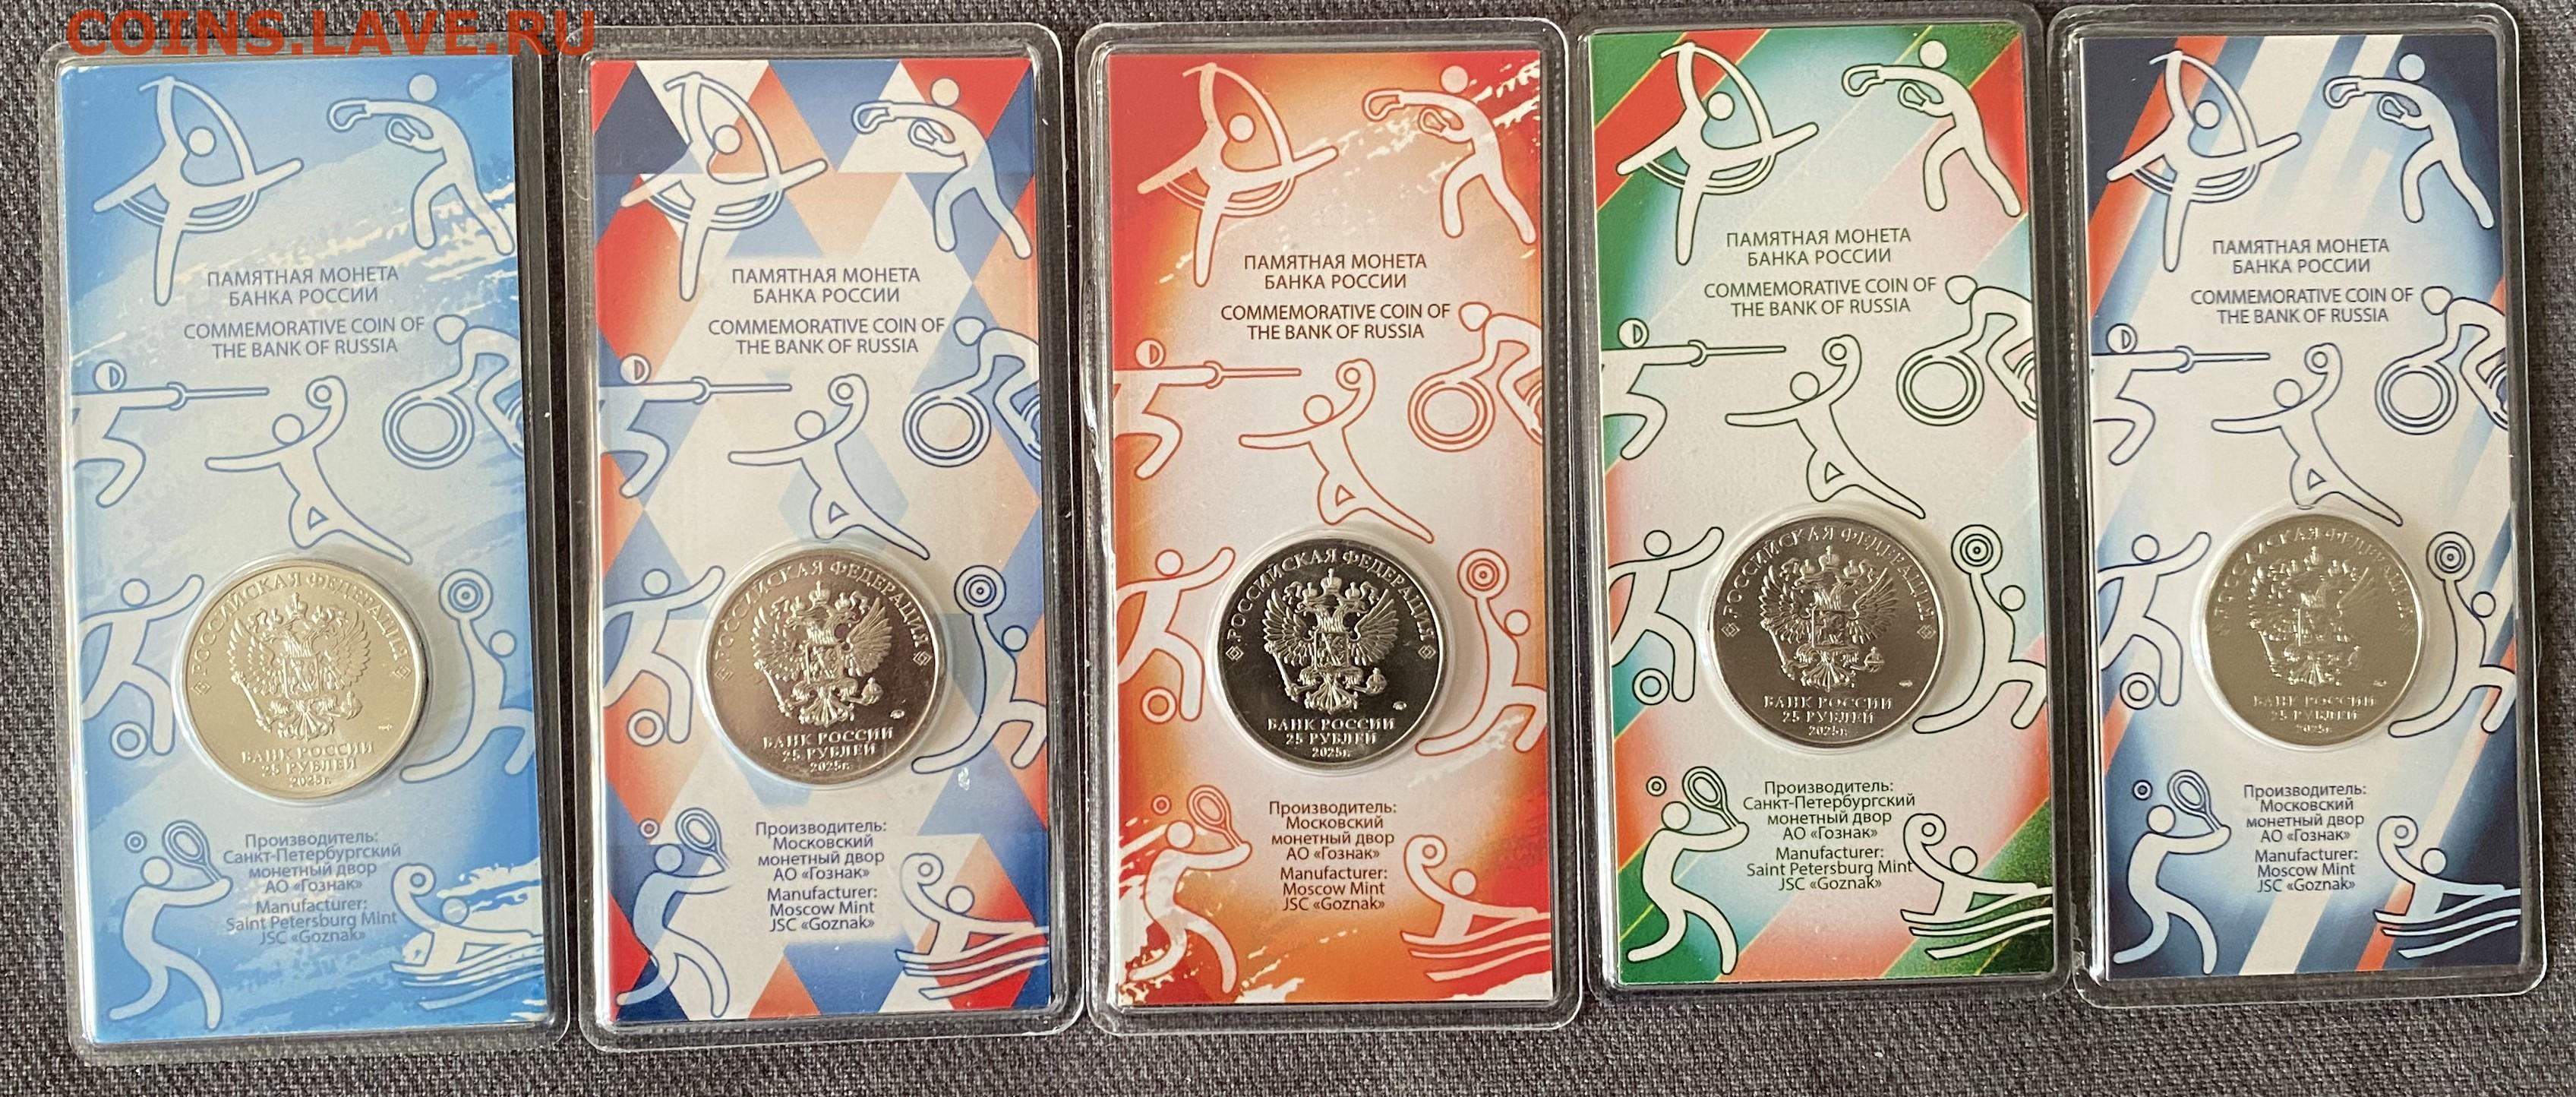 COINS.LAVE.RU
ПАМЯТНАЯ МОНЕТА
БАНКА РОССИИ
COMMEMORATIVE COIN OF
THE BANK OF RUSSIA
РОССИЙСКАЯ ФЕДЕРАЦИЯ
БАНК РОССИИ
25 РУБЛЕЙ
2025г.
Производитель:
Санкт-Петербургский
монетный двор
АО «Гознак»
Manufacturer:
Saint Petersburg Mint
JSC «Goznak»
ПАМЯТНАЯ МОНЕТА
БАНКА РОССИИ
COMMEMORATIVE COIN OF
THE BANK OF RUSSIA
РОССИЙСКАЯ ФЕДЕРАЦИЯ
БАНК РОССИИ
25 РУБЛЕЙ
2025г.
Производитель:
Московский
монетный двор
АО «Гознак»
Manufacturer:
Moscow Mint
JSC «Goznak»
ПАМЯТНАЯ МОНЕТА
БАНКА РОССИИ
COMMEMORATIVE COIN OF
THE BANK OF RUSSIA
РОССИЙСКАЯ ФЕДЕРАЦИЯ
БАНК РОССИИ
25 РУБЛЕЙ
2025г.
Производитель:
Московский
монетный двор
АО «Гознак»
Manufacturer:
Moscow Mint
JSC «Goznak»
ПАМЯТНАЯ МОНЕТА
БАНКА РОССИИ
COMMEMORATIVE COIN OF
THE BANK OF RUSSIA
РОССИЙСКАЯ ФЕДЕРАЦИЯ
БАНК РОССИИ
25 РУБЛЕЙ
2025г.
Производитель:
Санкт-Петербургский
монетный двор
АО «Гознак»
Manufacturer:
Saint Petersburg Mint
JSC «Goznak»
ПАМЯТНАЯ МОНЕТА
БАНКА РОССИИ
COMMEMORATIVE COIN OF
THE BANK OF RUSSIA
РОССИЙСКАЯ ФЕДЕРАЦИЯ
БАНК РОССИИ
25 РУБЛЕЙ
2025г.
Производитель:
Московский
монетный двор
АО «Гознак»
Manufacturer:
Moscow Mint
JSC «Goznak»